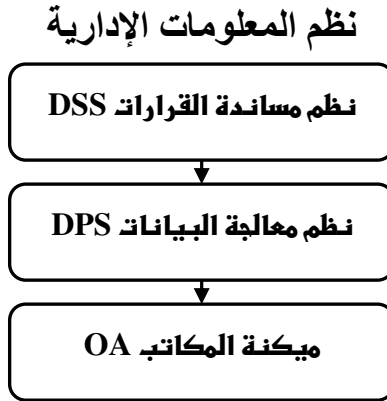 نظم المعلومات الإدارية
نظم مساندة القرارات DSS
نظم معالجة البيانات DPS
ميكنة المكاتب OA